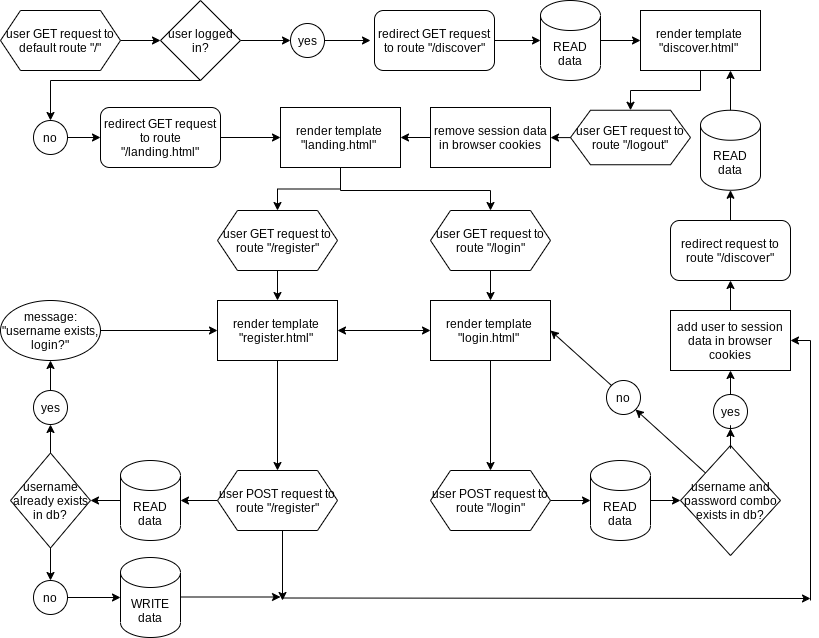 user GET request to
default route "/"
user logged
in?
yes
redirect GET request
to route "/discover"
READ
data
render template
"discover.html"
no
redirect GET request
to route
"/landing.html"
render template
"landing.html"
remove session data
in browser cookies
user GET request to
route "/logout"
READ
data
user GET request to
route "/register"
user GET request to
route "/login"
redirect request to
route "/discover"
message:
"username exists,
login?"
render template
"register.html"
render template
"login.html"
add user to session
data in browser
cookies
yes
no
yes
username
already exists
in db?
READ
data
user POST request to
route "/register"
user POST request to
route "/login"
READ
data
username and
password combo
exists in db?
no
WRITE
data